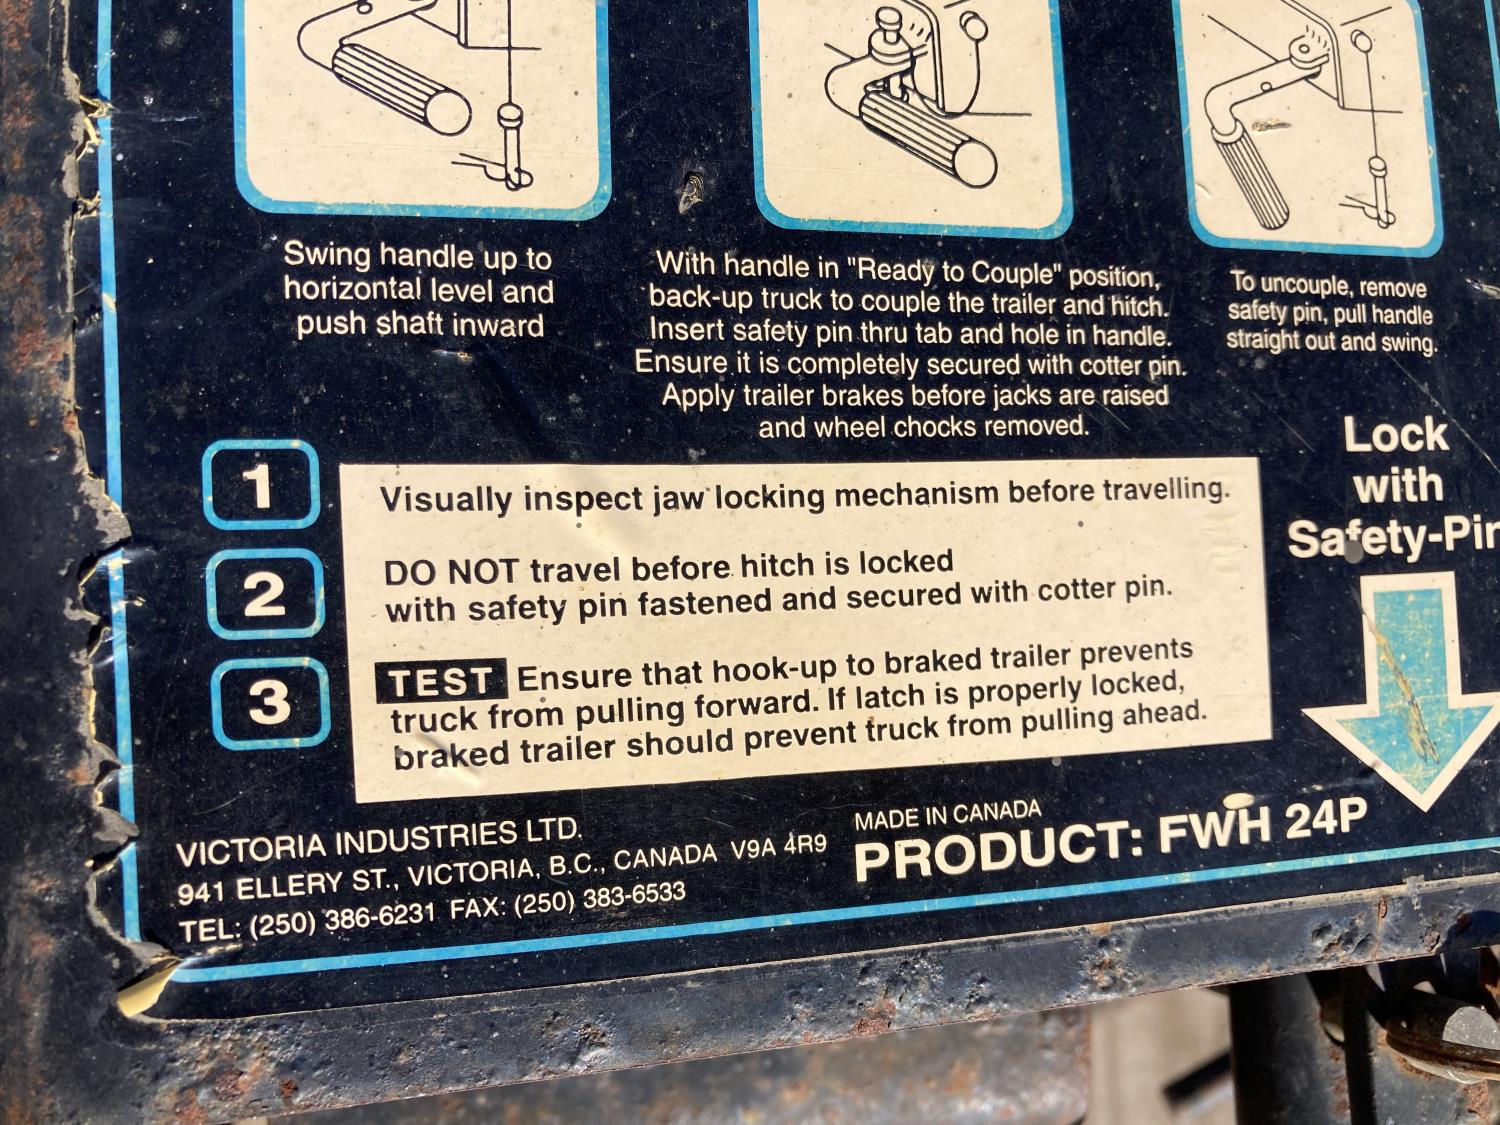 Swing handle up to
horizontal level and
push shaft inward
With handle in "Ready to Couple" position,
back-up truck to couple the trailer and hitch.
Insert safety pin thru tab and hole in handle.
Ensure it is completely secured with cotter pin.
Apply trailer brakes before jacks are raised
and wheel chocks removed.
To uncouple, remove
safety pin, pull handle
straight out and swing.
Lock
with
Safety-Pin
1
Visually inspect jaw locking mechanism before travelling.
2
DO NOT travel before hitch is locked
with safety pin fastened and secured with cotter pin.
3
TEST Ensure that hook-up to braked trailer prevents
truck from pulling forward. If latch is properly locked,
braked trailer should prevent truck from pulling ahead.
VICTORIA INDUSTRIES LTD.
941 ELLERY ST., VICTORIA, B.C., CANADA V9A 4R9
TEL: (250) 386-6231 FAX: (250) 383-6533
MADE IN CANADA
PRODUCT: FWH 24P